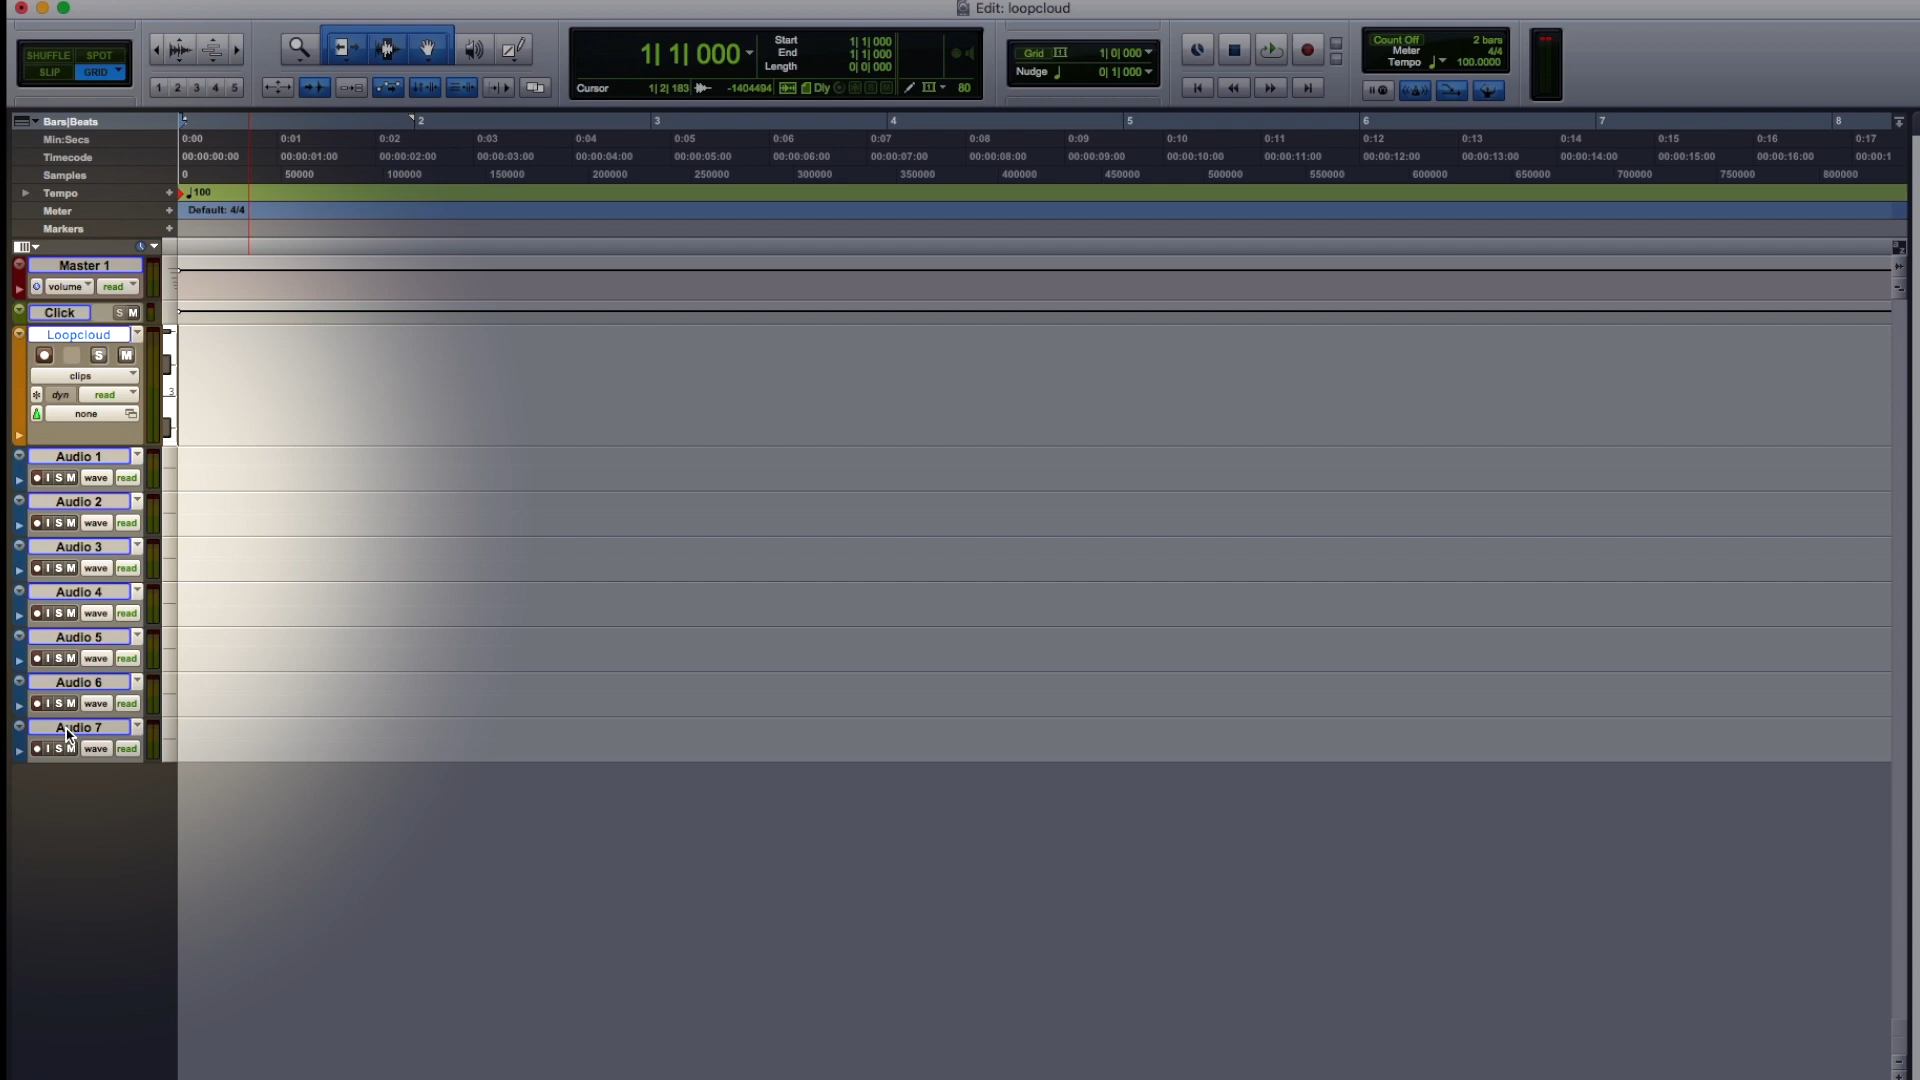 Edit: loopcloud
SHUFFLE SPOT
SLIP GRID
1 2 3 4 5
1| 1| 000
Start 1| 1| 000
End 1| 1| 000
Length 0| 0| 000
Cursor 1| 2| 183 -1404494 Dly 80
Grid 1| 0| 000
Nudge 0| 1| 000
Count Off 2 bars
Meter 4/4
Tempo 100.0000
Bars|Beats 2 3 4 5 6 7 8
Min:Secs 0:00 0:01 0:02 0:03 0:04 0:05 0:06 0:07 0:08 0:09 0:10 0:11 0:12 0:13 0:14 0:15 0:16 0:17
Timecode 00:00:00:00 00:00:01:00 00:00:02:00 00:00:03:00 00:00:04:00 00:00:05:00 00:00:06:00 00:00:07:00 00:00:08:00 00:00:09:00 00:00:10:00 00:00:11:00 00:00:12:00 00:00:13:00 00:00:14:00 00:00:15:00 00:00:16:00 00:00:1
Samples 0 50000 100000 150000 200000 250000 300000 350000 400000 450000 500000 550000 600000 650000 700000 750000 800000
Tempo + 100
Meter + Default: 4/4
Markers +
Master 1
volume read
Click S M
Loopcloud
S M
clips
dyn read
none
3
Audio 1
I S M wave read
Audio 2
I S M wave read
Audio 3
I S M wave read
Audio 4
I S M wave read
Audio 5
I S M wave read
Audio 6
I S M wave read
Audio 7
I S M wave read